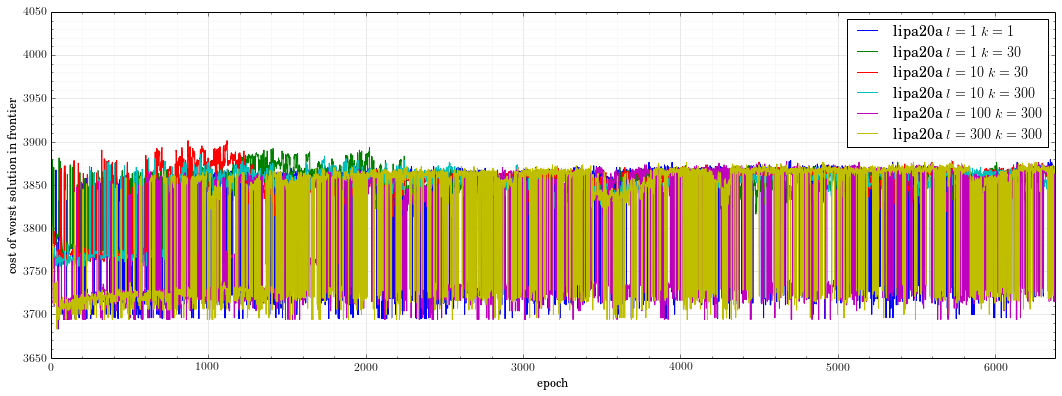 4050
4000
3950
3900
3850
3800
3750
3700
3650
cost of worst solution in frontier
lipa20a l = 1 k = 1
lipa20a l = 1 k = 30
lipa20a l = 10 k = 30
lipa20a l = 10 k = 300
lipa20a l = 100 k = 300
lipa20a l = 300 k = 300
0 1000 2000 3000 4000 5000 6000
epoch